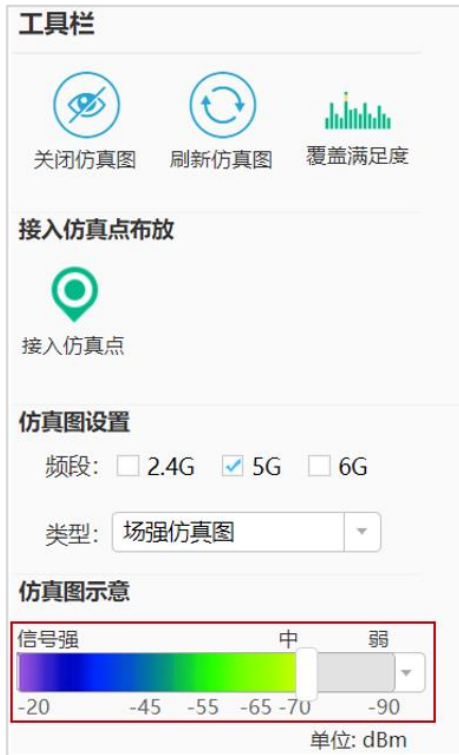 工具栏
关闭仿真图 刷新仿真图 覆盖满足度
接入仿真点布放
接入仿真点
仿真图设置
频段: 2.4G 5G 6G
类型: 场强仿真图
仿真图示意
信号强 中 弱
-20 -45 -55 -65 -70 -90
单位: dBm